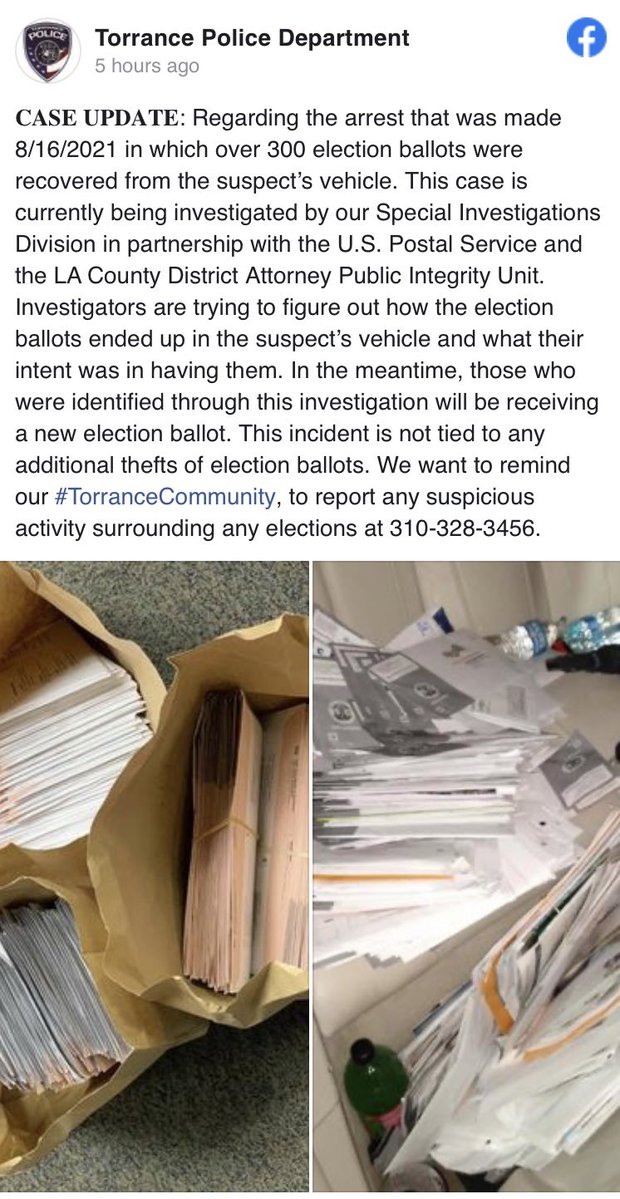 Torrance Police Department
5 hours ago
CASE UPDATE: Regarding the arrest that was made
8/16/2021 in which over 300 election ballots were
recovered from the suspect’s vehicle. This case is
currently being investigated by our Special Investigations
Division in partnership with the U.S. Postal Service and
the LA County District Attorney Public Integrity Unit.
Investigators are trying to figure out how the election
ballots ended up in the suspect’s vehicle and what their
intent was in having them. In the meantime, those who
were identified through this investigation will be receiving
a new election ballot. This incident is not tied to any
additional thefts of election ballots. We want to remind
our #TorranceCommunity, to report any suspicious
activity surrounding any elections at 310-328-3456.